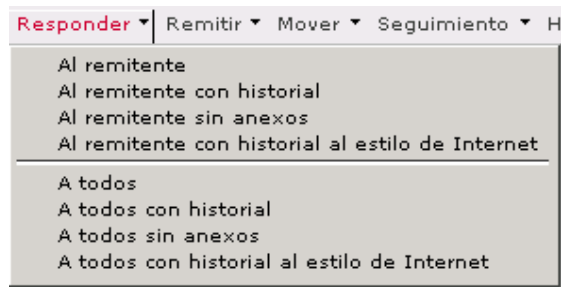 Responder Remitir Mover Seguimiento H
Al remitente
Al remitente con historial
Al remitente sin anexos
Al remitente con historial al estilo de Internet
A todos
A todos con historial
A todos sin anexos
A todos con historial al estilo de Internet